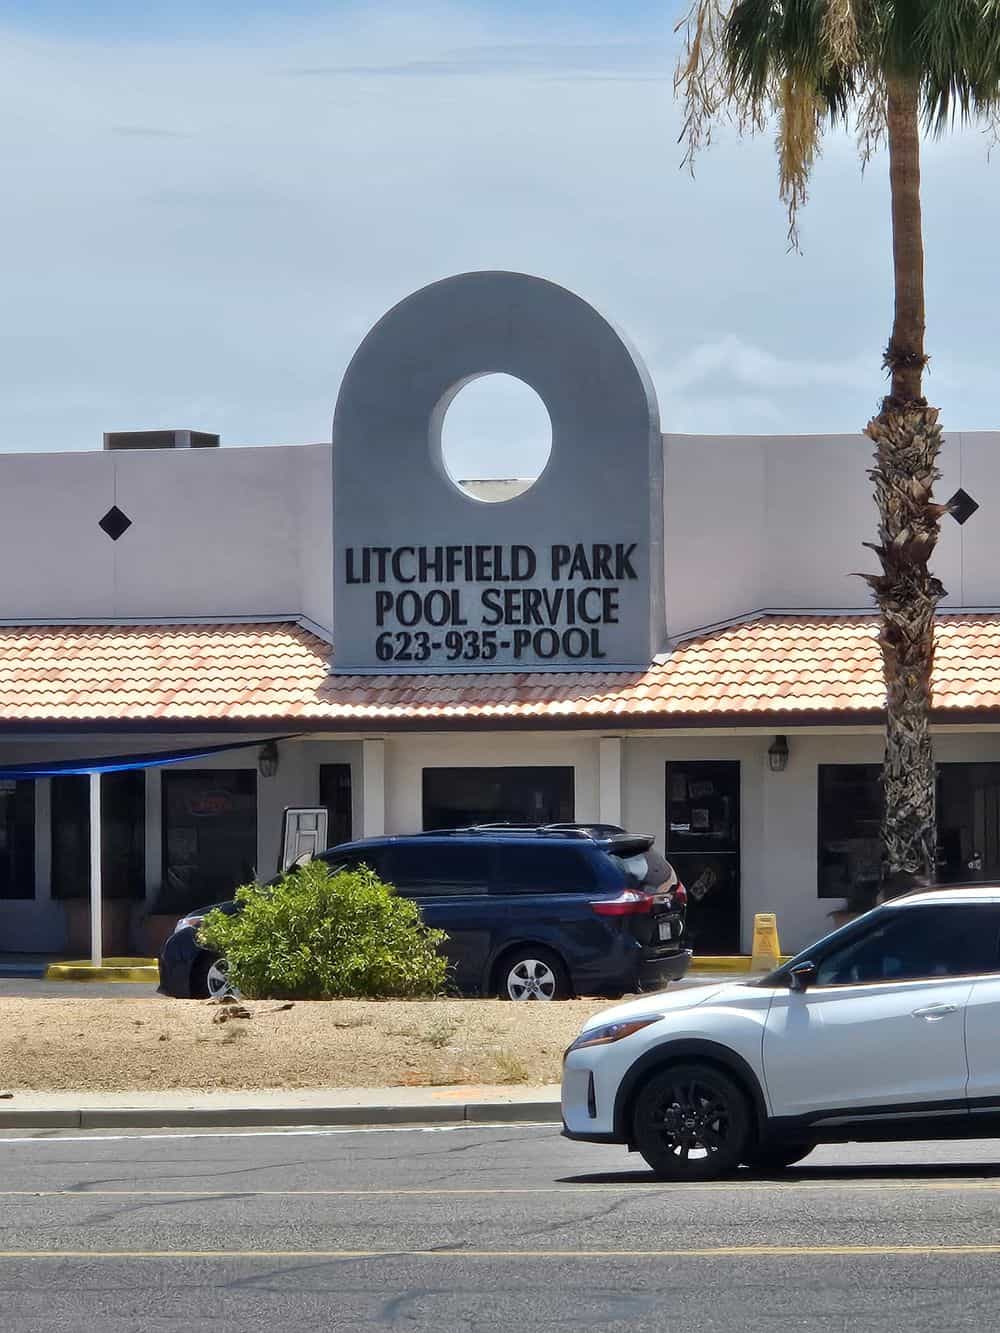 LITCHFIELD PARK
POOL SERVICE
623-935-POOL